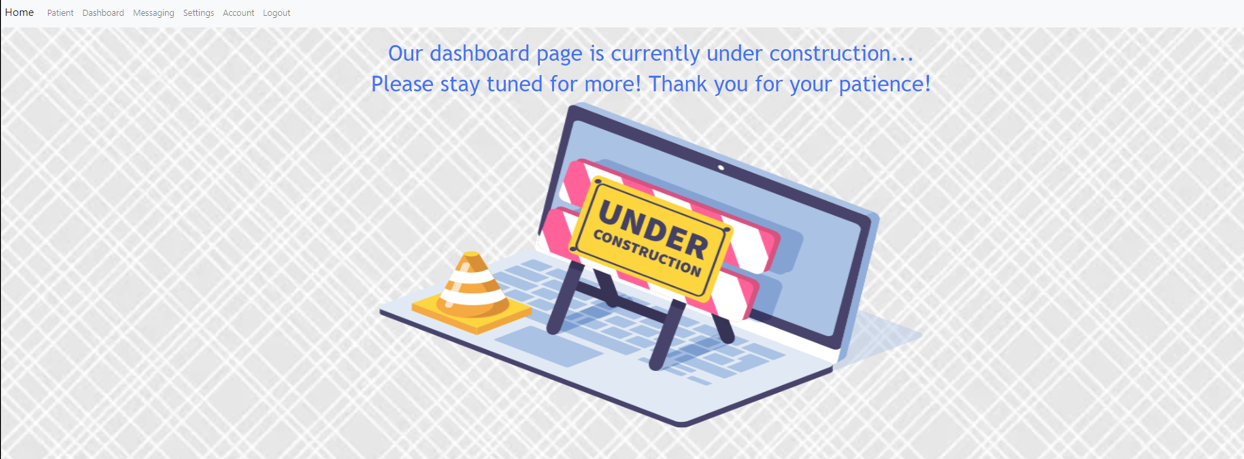 Home Patient Dashboard Messaging Settings Account Logout
Our dashboard page is currently under construction...
Please stay tuned for more! Thank you for your patience!
UNDER
CONSTRUCTION